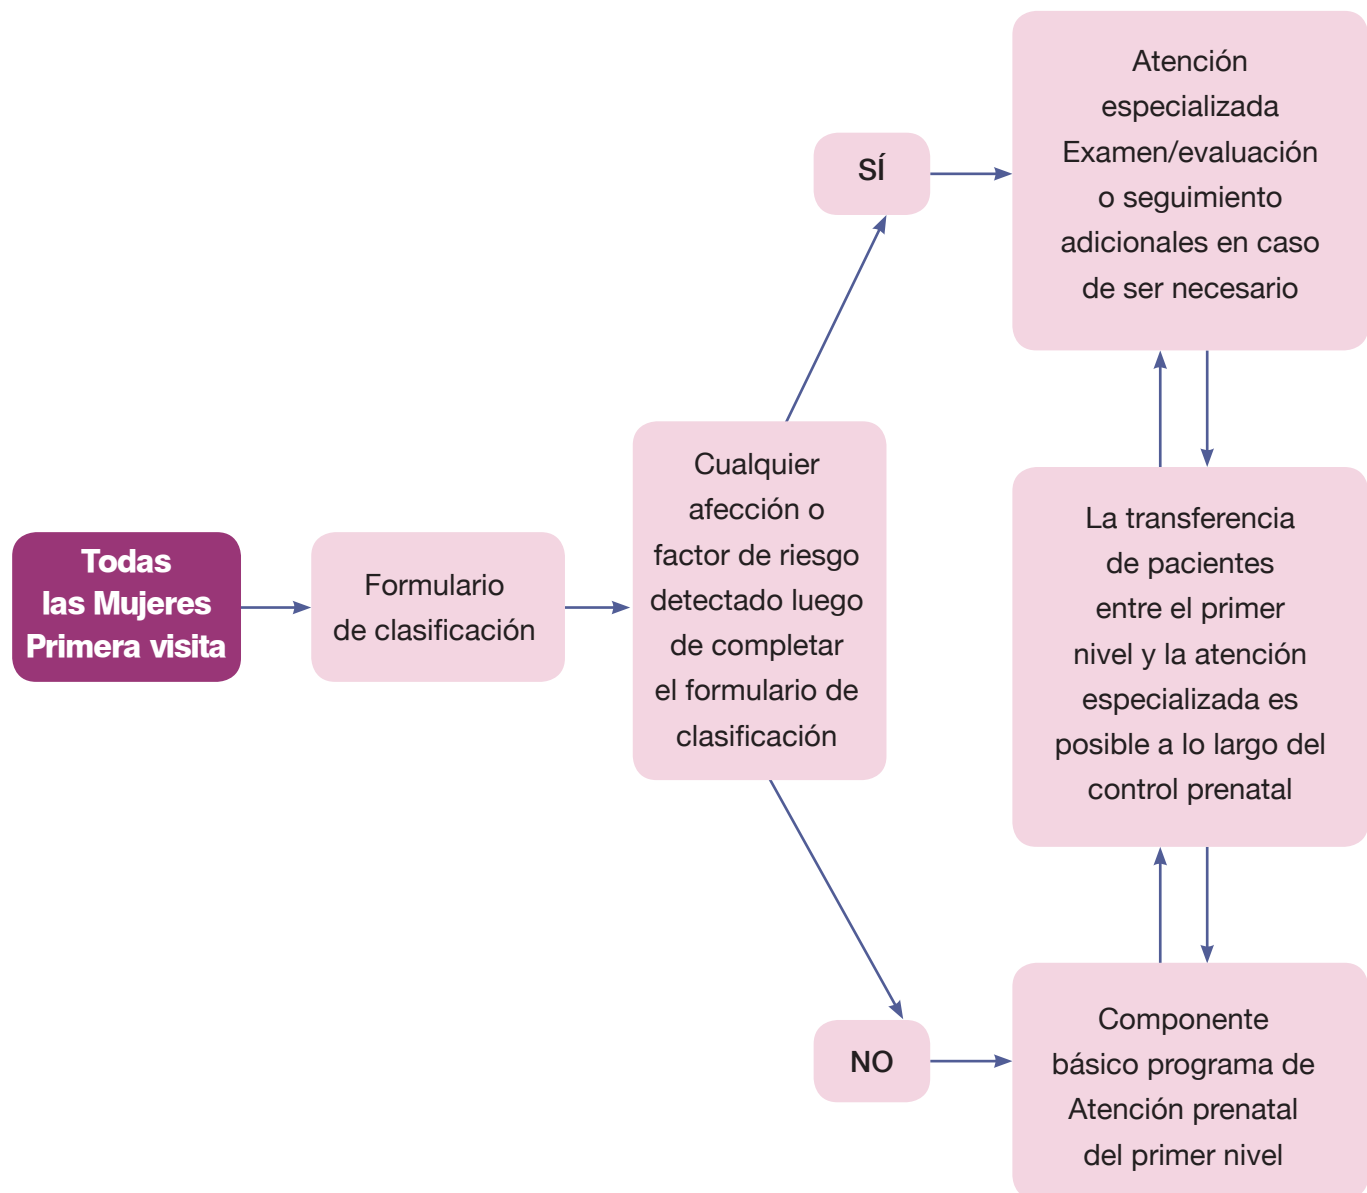 Todas
las Mujeres
Primera visita
Formulario
de clasificación
Cualquier
afección o
factor de riesgo
detectado luego
de completar
el formulario de
clasificación
SÍ
Atención
especializada
Examen/evaluación
o seguimiento
adicionales en caso
de ser necesario
La transferencia
de pacientes
entre el primer
nivel y la atención
especializada es
posible a lo largo del
control prenatal
NO
Componente
básico programa de
Atención prenatal
del primer nivel